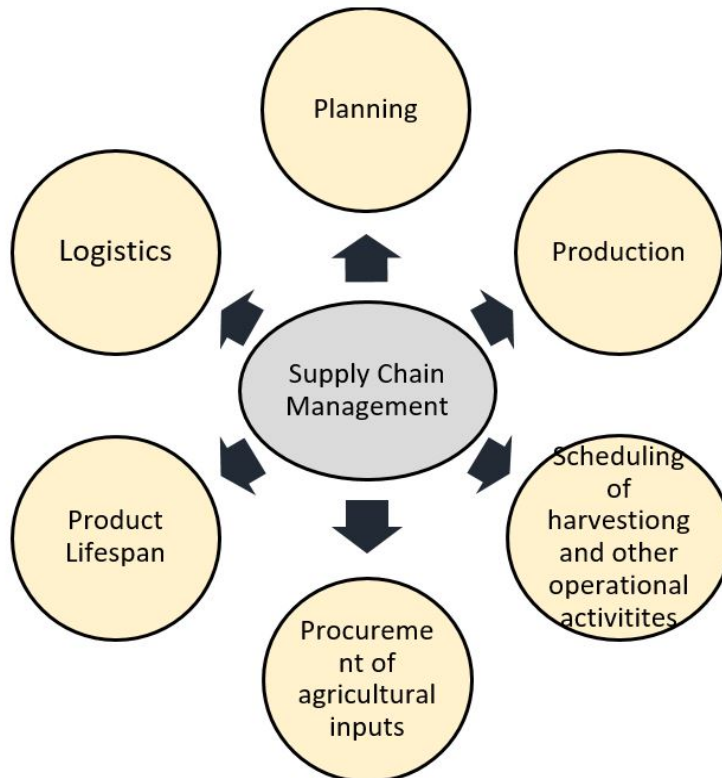 Planning
Logistics
Production
Supply Chain
Management
Product
Lifespan
Scheduling
of
harvestiong
and other
operational
activitites
Procureme
nt of
agricultural
inputs